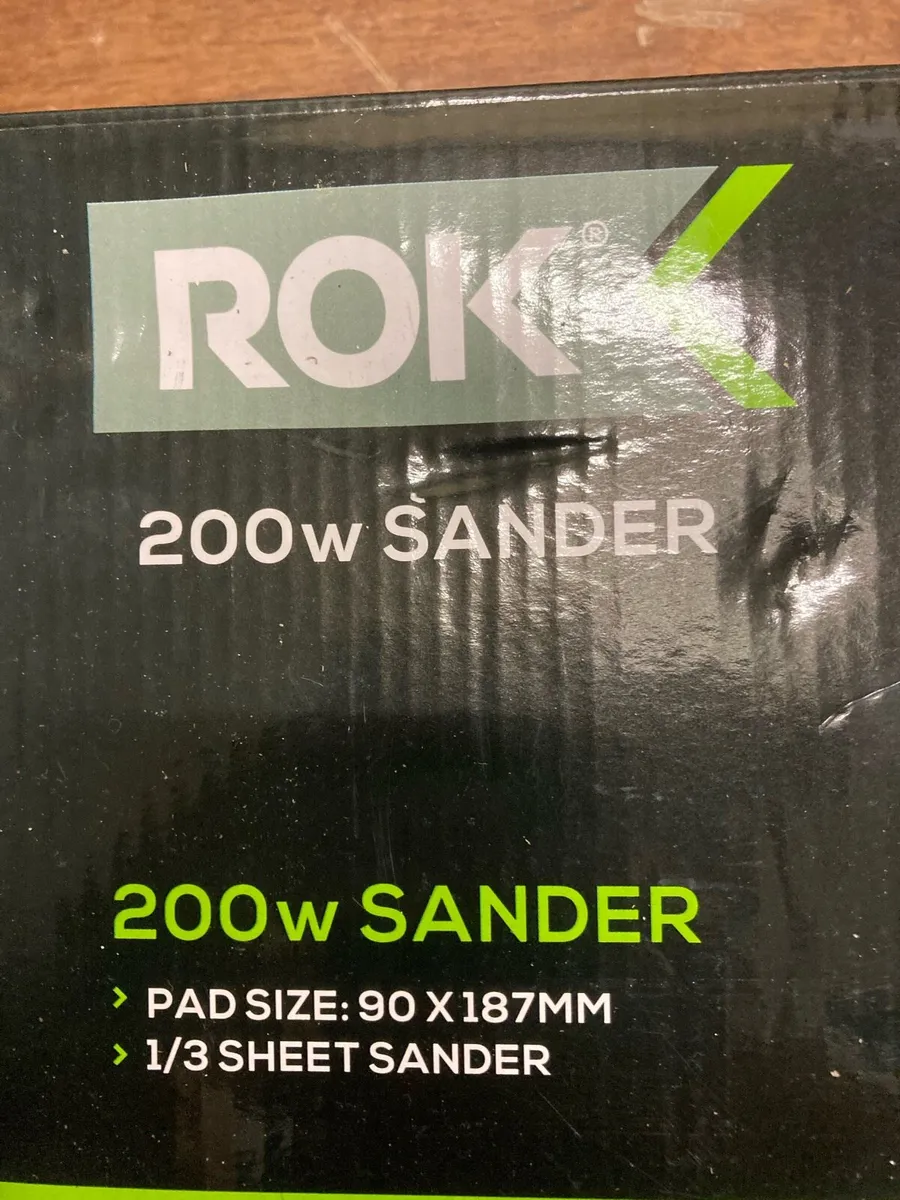 ROK®
200w SANDER
200w SANDER
PAD SIZE: 90 X 187MM
1/3 SHEET SANDER